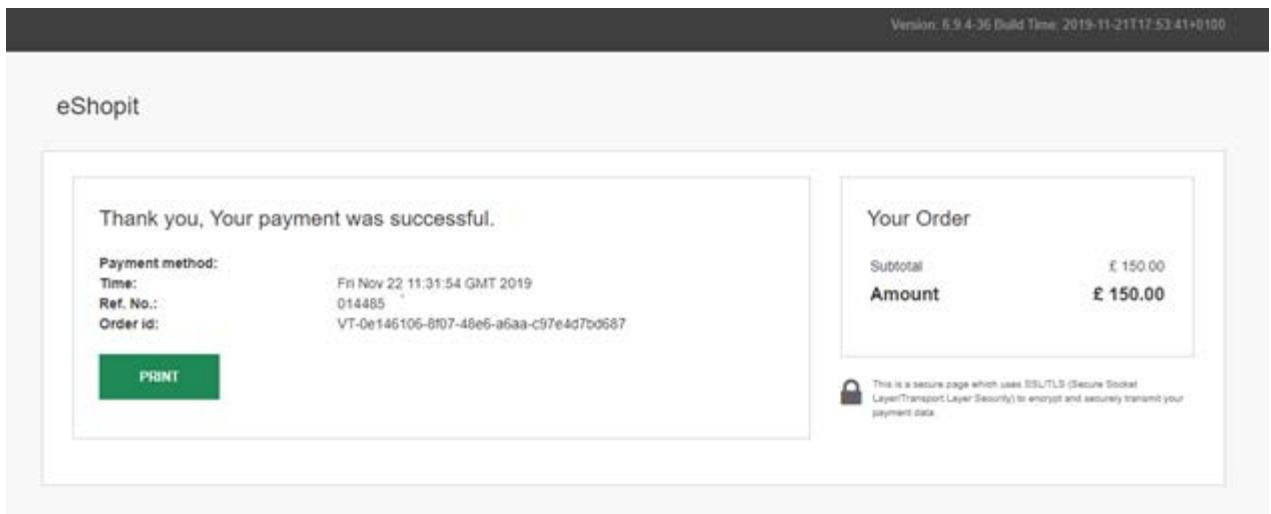 Version: 6.9.4-36 Build Time: 2019-11-21T17:53:41+0100
eShopit
Thank you, Your payment was successful.
Payment method:
Time: Fri Nov 22 11:31:54 GMT 2019
Ref. No.: 014485
Order id: VT-0e146106-8f07-48e6-a6aa-c97e4d7bd687
PRINT
Your Order
Subtotal £ 150.00
Amount £ 150.00
This is a secure page which uses SSL/TLS (Secure Socket
Layer/Transport Layer Security) to encrypt and securely transmit your
payment data.